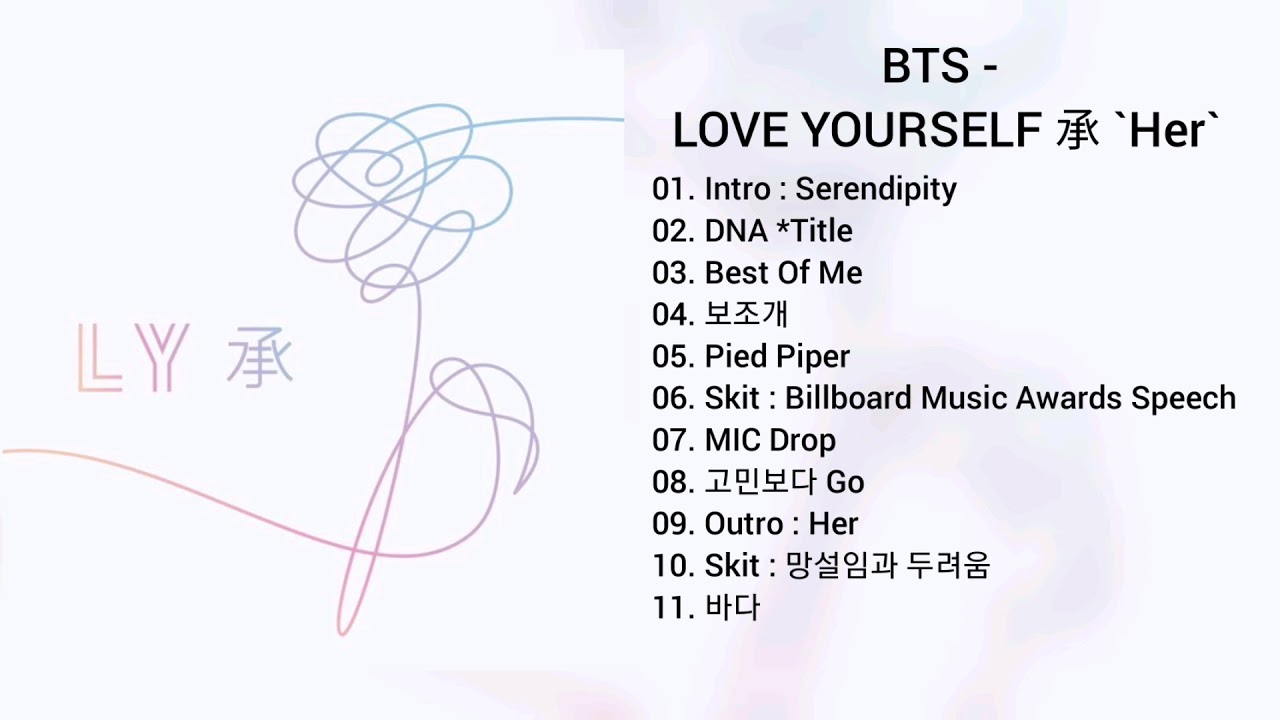 BTS -
LOVE YOURSELF 承 `Her`
01. Intro : Serendipity
02. DNA *Title
03. Best Of Me
04. 보조개
05. Pied Piper
06. Skit : Billboard Music Awards Speech
07. MIC Drop
08. 고민보다 Go
09. Outro : Her
10. Skit : 망설임과 두려움
11. 바다
LY 承